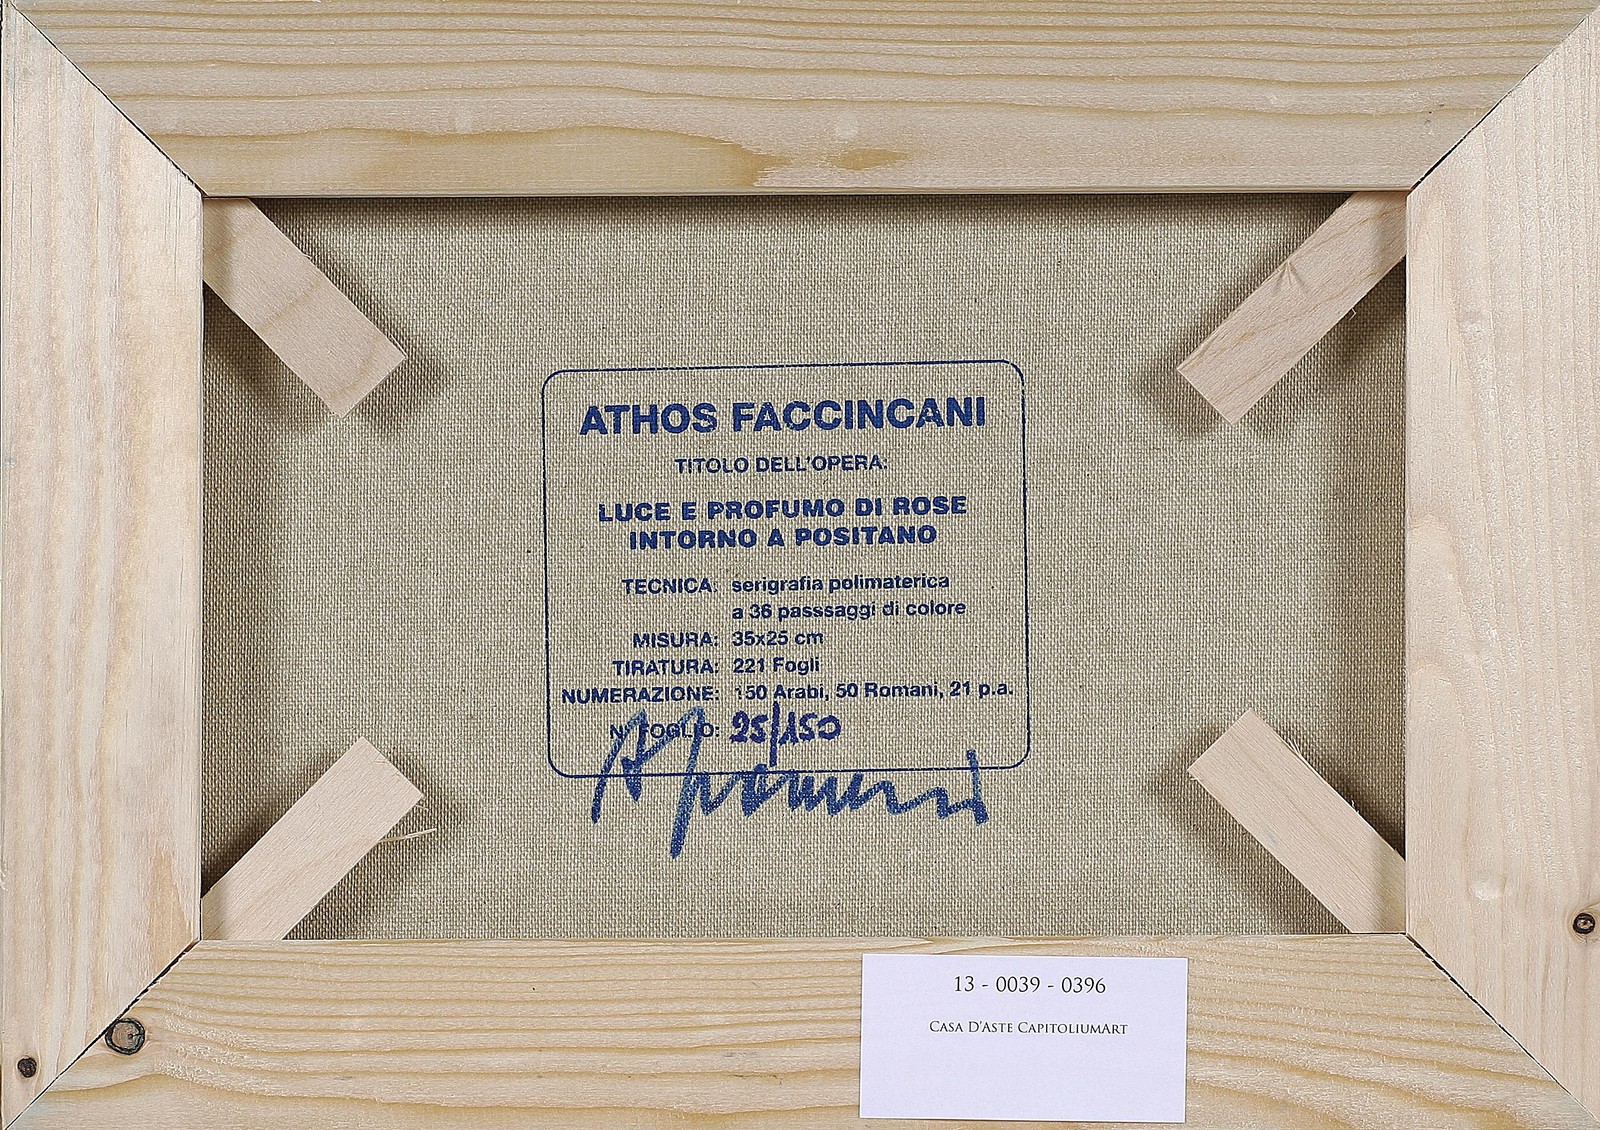 ATHOS FACCINCANI
TITOLO DELL'OPERA:
LUCE E PROFUMO DI ROSE
INTORNO A POSITANO
TECNICA: serigrafia polimaterica
a 36 passsaggi di colore
MISURA: 35x25 cm
TIRATURA: 221 Fogli
NUMERAZIONE: 150 Arabi, 50 Romani, 21 p.a.
N. FOGLIO: 25/150
13 - 0039 - 0396
Casa D'Aste CapitoliumArt